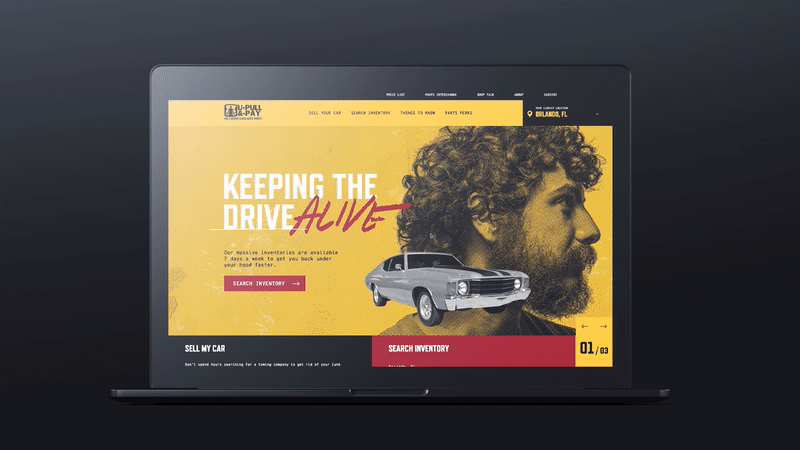 PRICE LIST PARTS INTERCHANGE SHOP TALK ABOUT CAREERS
U-PULL
&-PAY
SELL YOUR CAR SEARCH INVENTORY THINGS TO KNOW PARTS PERKS
YOUR CLOSEST LOCATION
ORLANDO, FL
KEEPING THE
DRIVE ALIVE
Our massive inventories are available
7 days a week to get you back under
your hood faster.
SEARCH INVENTORY →
← →
01 / 03
SELL MY CAR
Don't spend hours searching for a towing company to get rid of your junk
SEARCH INVENTORY